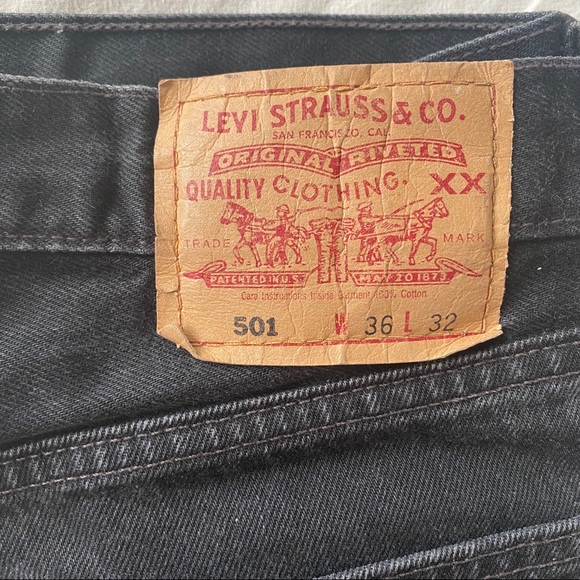 LEVI STRAUSS & CO.
SAN FRANCISCO, CAL.
ORIGINAL RIVETED
QUALITY CLOTHING. XX
TRADE MARK
PATENTED IN U.S. MAY 20 1873
Care Instructions Inside Garment 100% Cotton
501 W 36 L 32